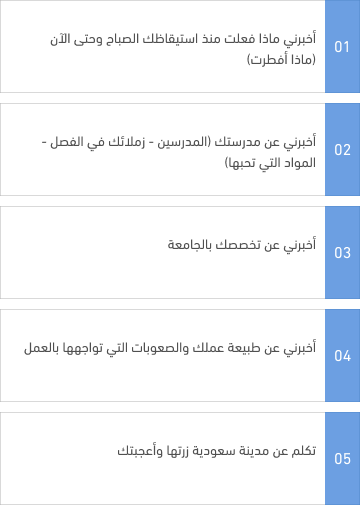 01
أخبرني ماذا فعلت منذ استيقاظك الصباح وحتى الآن
(ماذا أفطرت)
02
أخبرني عن مدرستك (المدرسين - زملائك في الفصل -
المواد التي تحبها)
03
أخبرني عن تخصصك بالجامعة
04
أخبرني عن طبيعة عملك والصعوبات التي تواجهها بالعمل
05
تكلم عن مدينة سعودية زرتها وأعجبتك